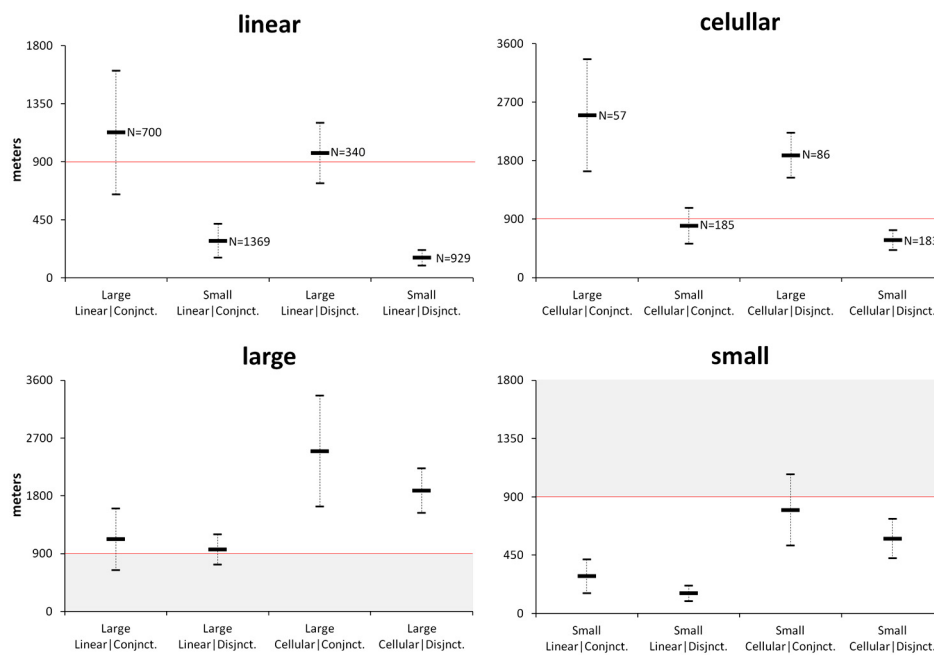 linear
1800
1350
900
450
0
meters
N=700
N=1369
N=340
N=929
Large
Linear|Conjnct.
Small
Linear|Conjnct.
Large
Linear|Disjnct.
Small
Linear|Disjnct.
celullar
3600
2700
1800
900
0
N=57
N=185
N=86
N=183
Large
Cellular|Conjnct.
Small
Cellular|Conjnct.
Large
Cellular|Disjnct.
Small
Cellular|Disjnct.
large
3600
2700
1800
900
0
meters
Large
Linear|Conjnct.
Large
Linear|Disjnct.
Large
Cellular|Conjnct.
Large
Cellular|Disjnct.
small
1800
1350
900
450
0
Small
Linear|Conjnct.
Small
Linear|Disjnct.
Small
Cellular|Conjnct.
Small
Cellular|Disjnct.